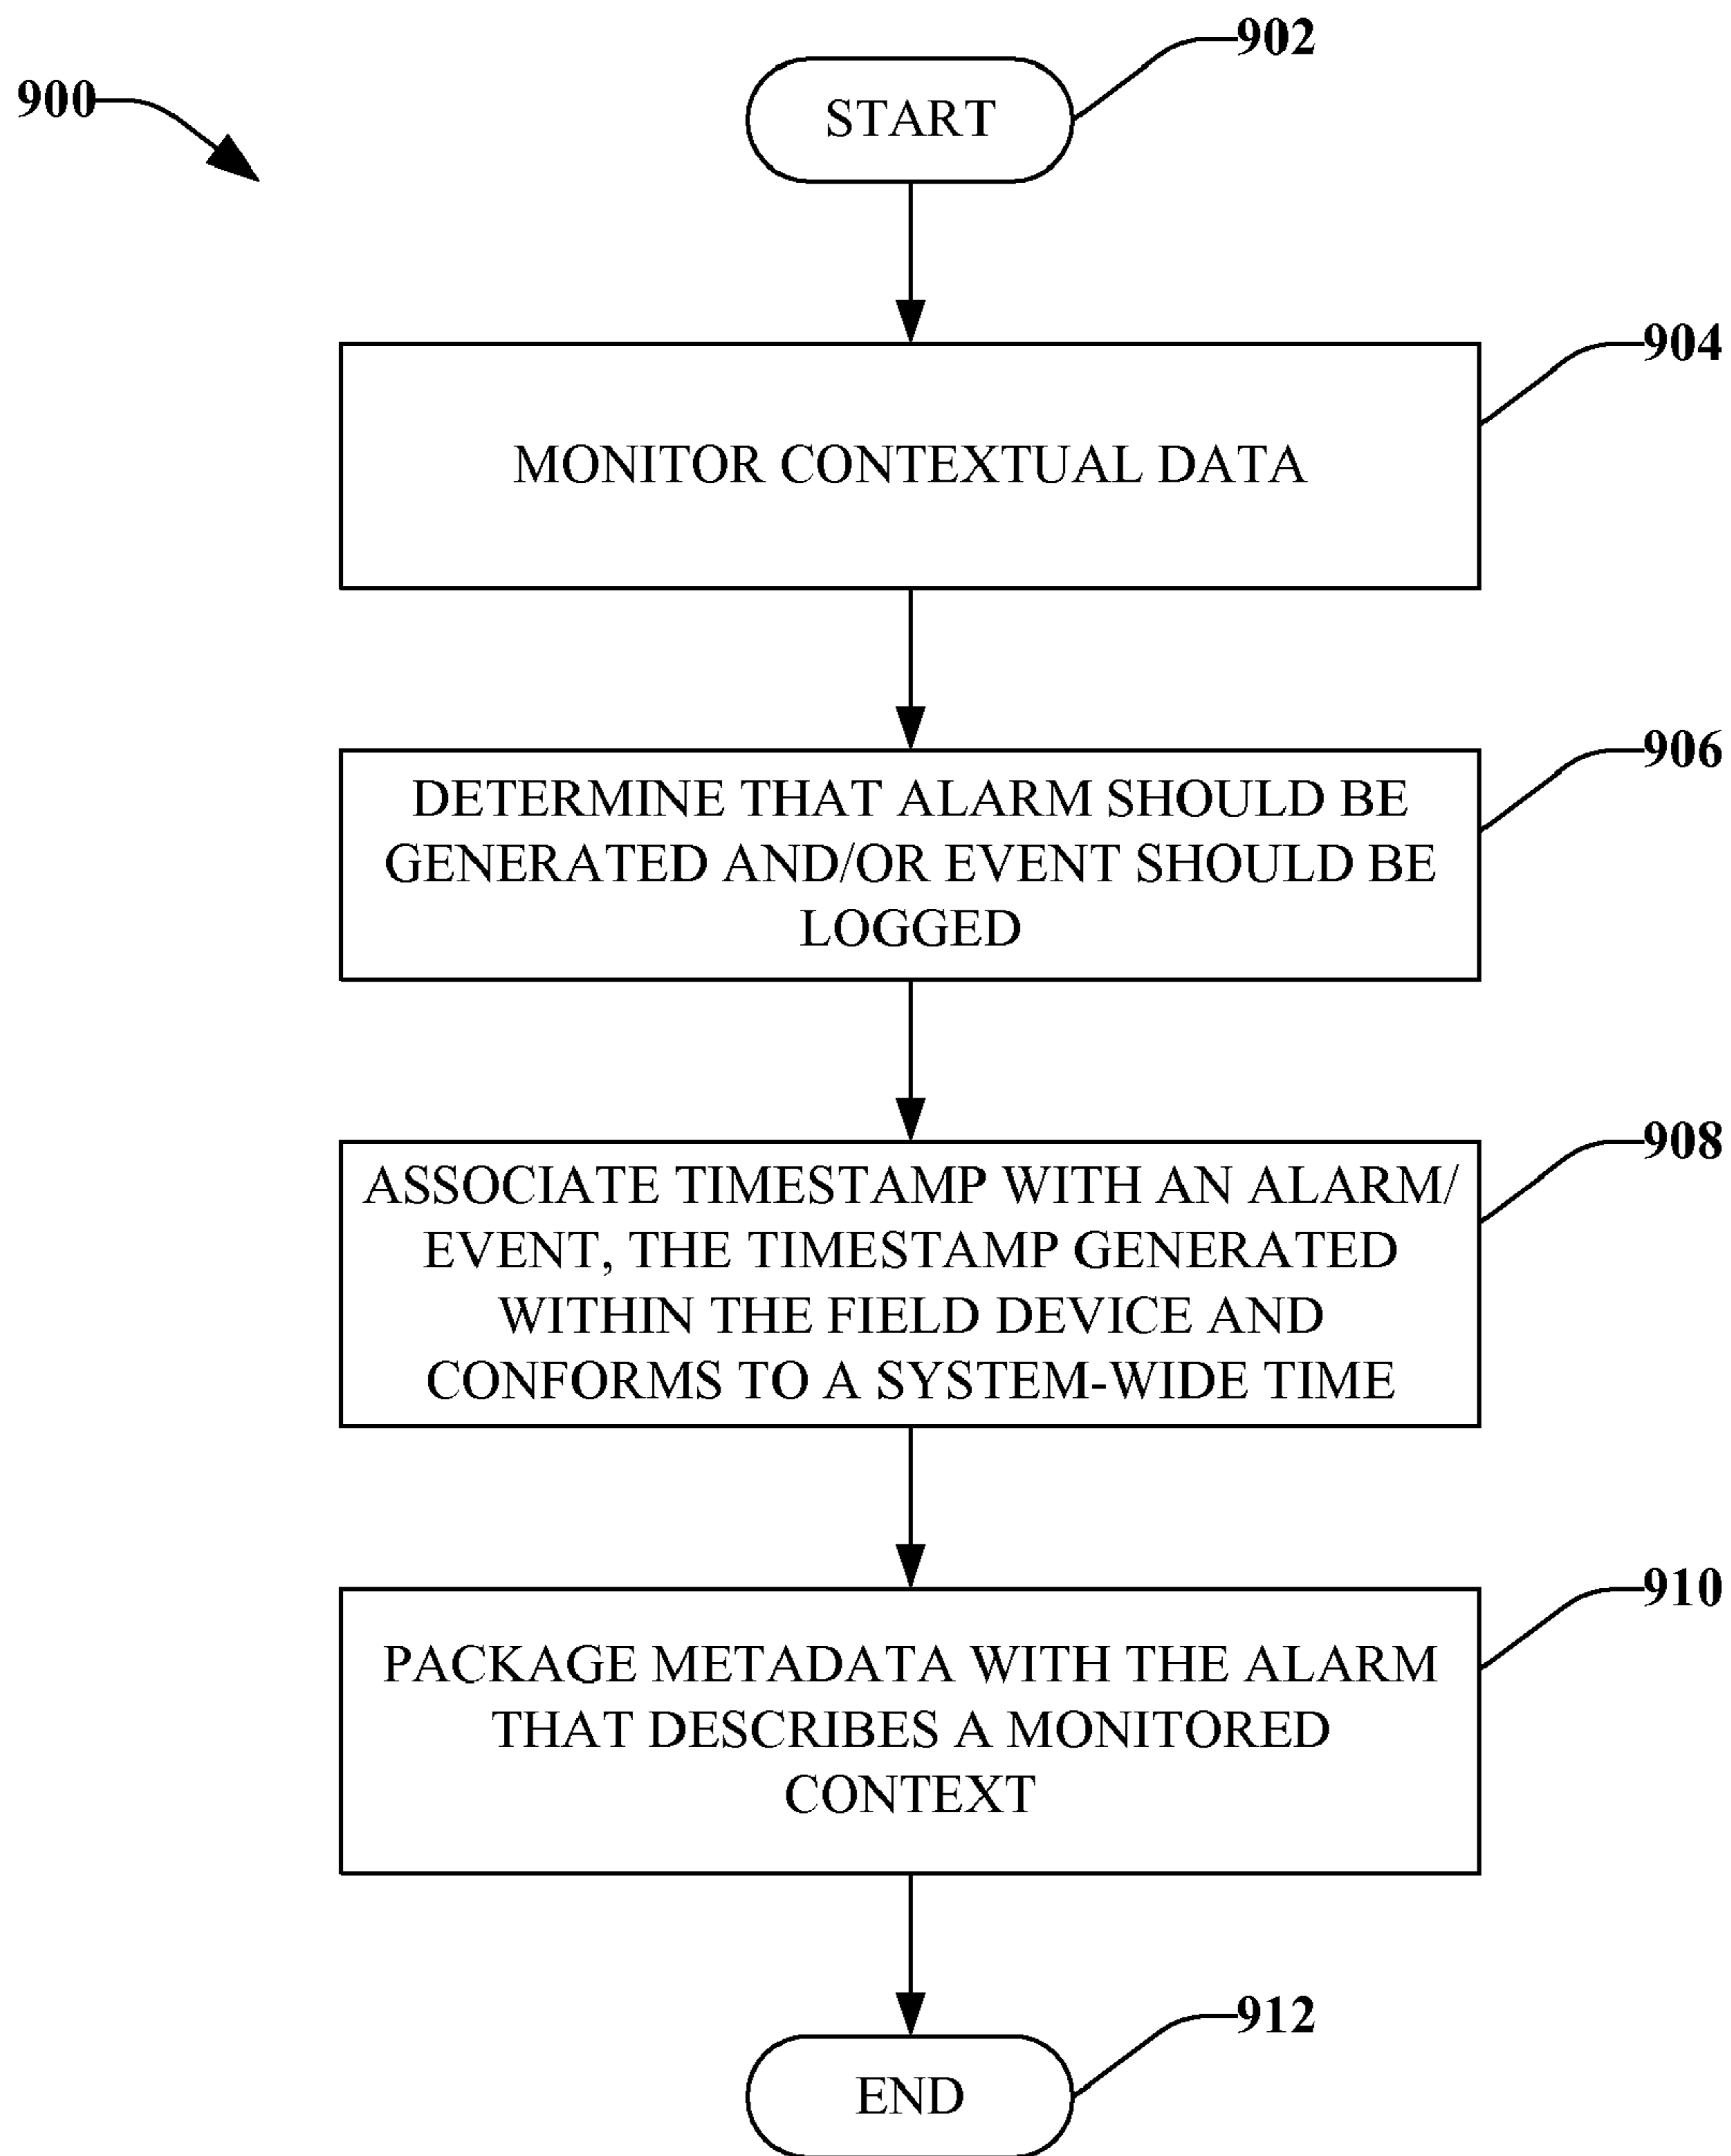 902
900
START
904
MONITOR CONTEXTUAL DATA
906
DETERMINE THAT ALARM SHOULD BE
GENERATED AND/OR EVENT SHOULD BE
LOGGED
908
ASSOCIATE TIMESTAMP WITH AN ALARM/
EVENT, THE TIMESTAMP GENERATED
WITHIN THE FIELD DEVICE AND
CONFORMS TO A SYSTEM-WIDE TIME
910
PACKAGE METADATA WITH THE ALARM
THAT DESCRIBES A MONITORED
CONTEXT
912
END